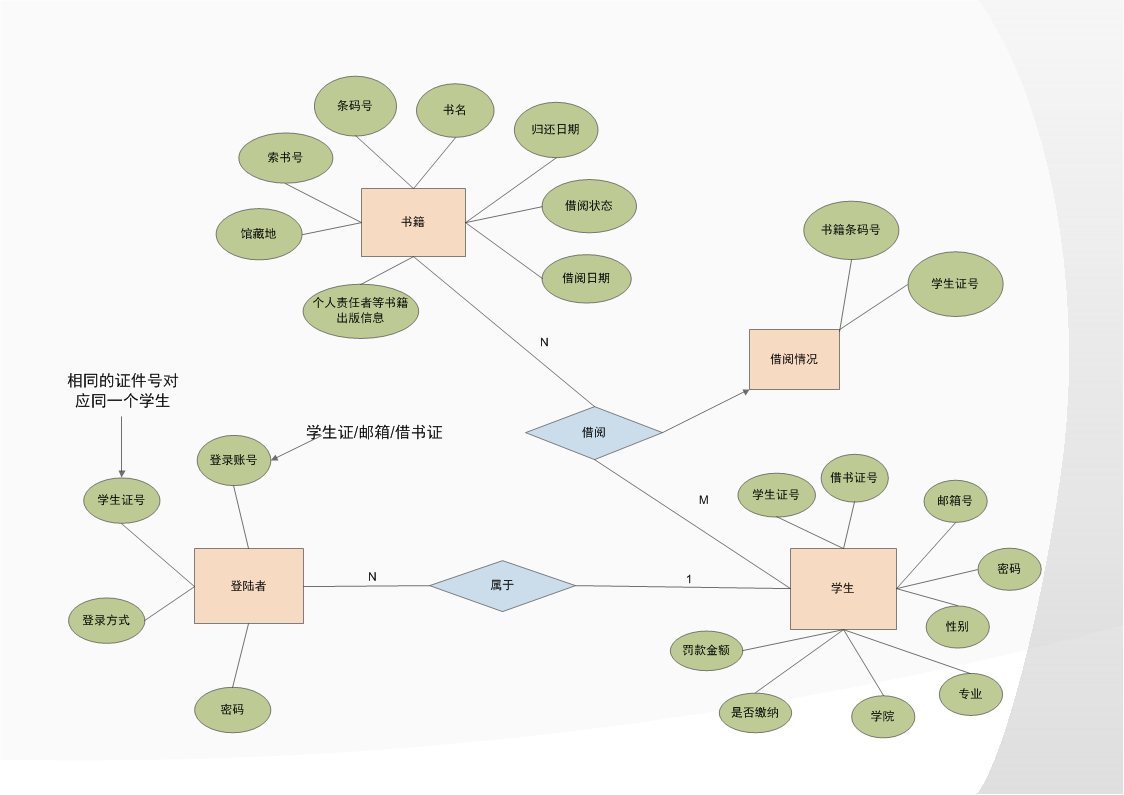 条码号
书名
归还日期
索书号
借阅状态
书籍
馆藏地
借阅日期
个人责任者等书籍
出版信息
书籍条码号
学生证号
借阅情况
N
借阅
M
相同的证件号对
应同一个学生
学生证/邮箱/借书证
登录账号
学生证号
登陆者
登录方式
密码
N
属于
1
学生证号
借书证号
邮箱号
密码
学生
性别
罚款金额
专业
是否缴纳
学院